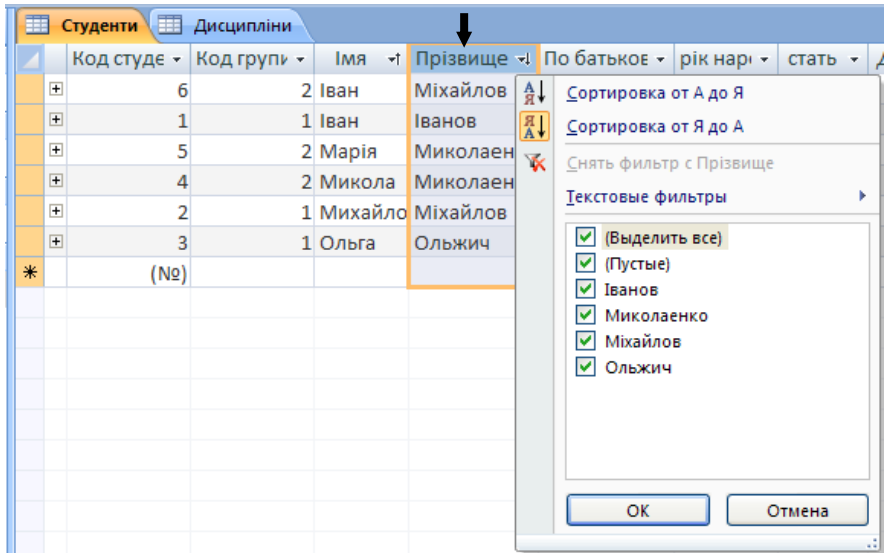 Студенти Дисципліни
Код студе Код групи Імя Прізвище По батьков рік наро стать
6 2 Іван Міхайлов
1 1 Іван Іванов
5 2 Марія Миколаен
4 2 Микола Миколаен
2 1 Михайло Міхайлов
3 1 Ольга Ольжич
(№)
Сортировка от А до Я
Сортировка от Я до А
Снять фильтр с Прізвище
Текстовые фильтры
(Выделить все)
(Пустые)
Іванов
Миколаенко
Міхайлов
Ольжич
ОК Отмена